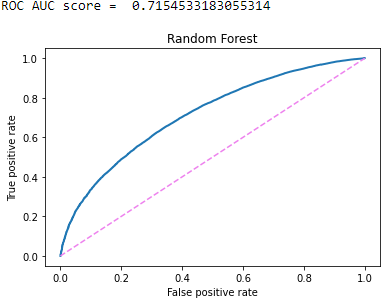 ROC AUC score =  0.7154533183055314
Random Forest
True positive rate
1.0
0.8
0.6
0.4
0.2
0.0
0.0 0.2 0.4 0.6 0.8 1.0
False positive rate